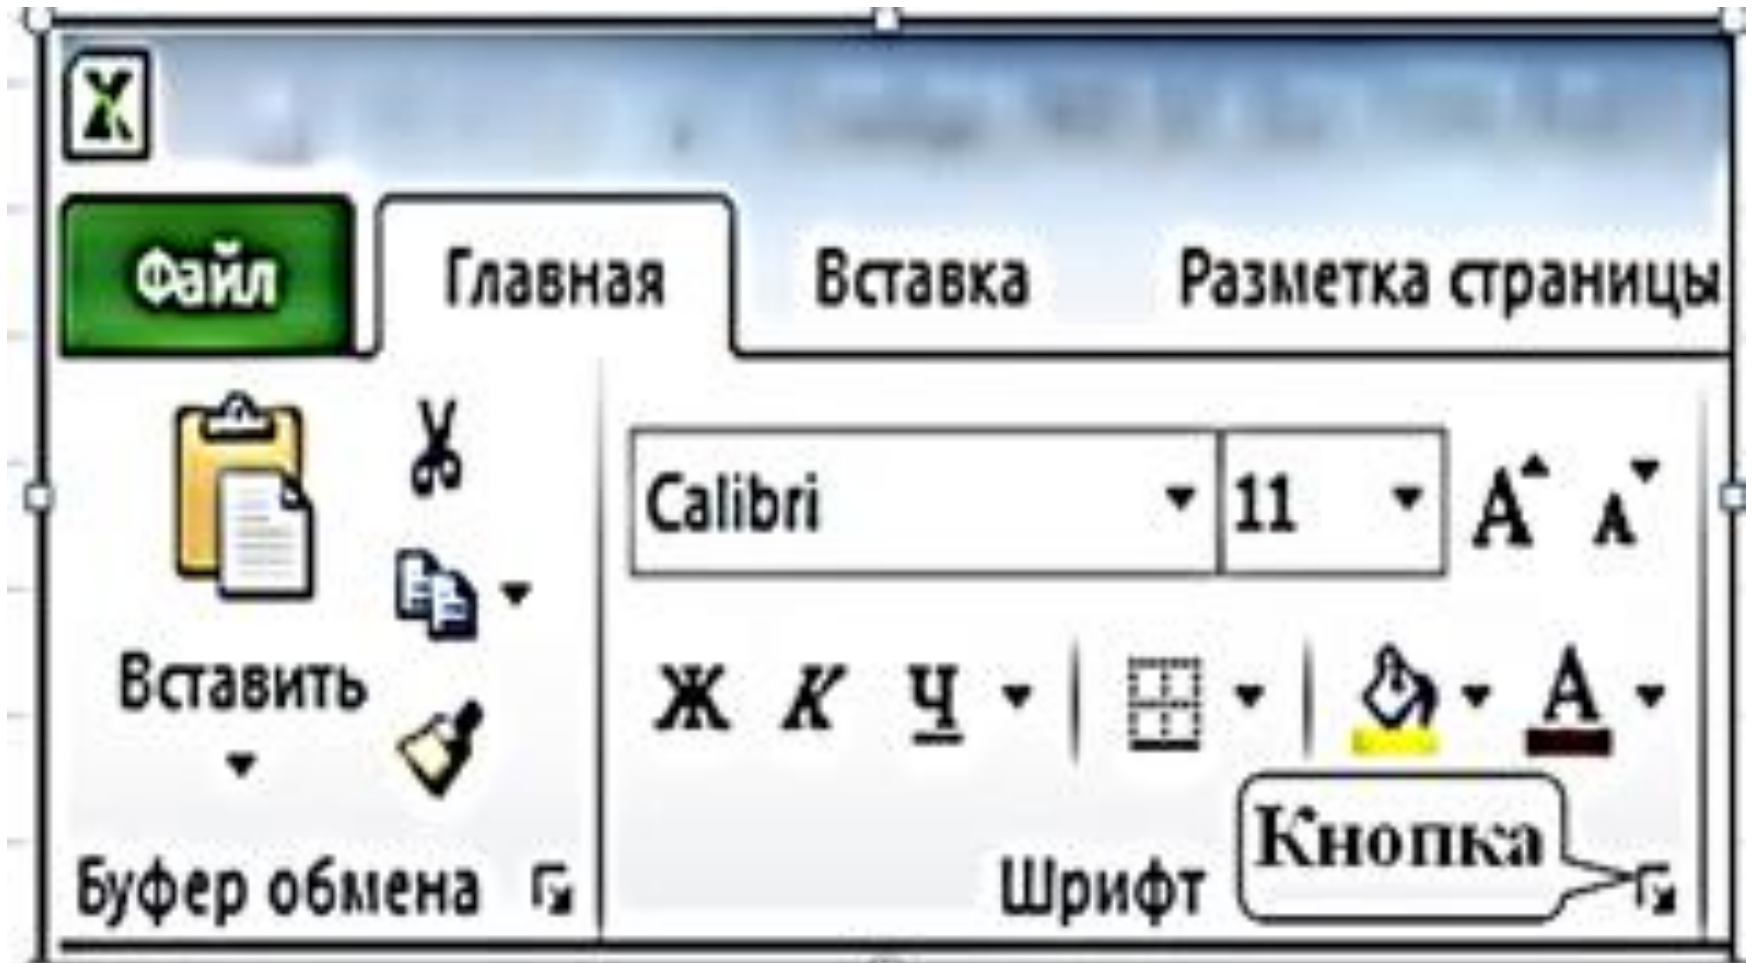 Файл Главная Вставка Разметка страницы
Calibri 11 A A
Вставить
Ж К Ч A
Кнопка
Буфер обмена Шрифт